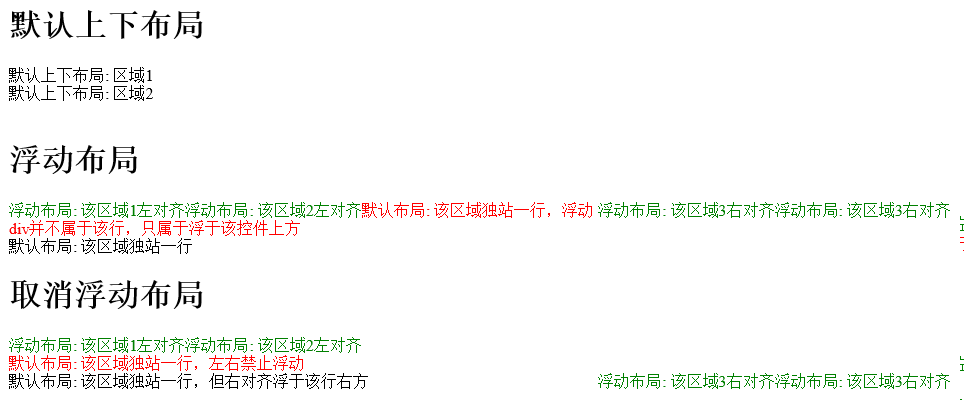 默认上下布局
默认上下布局: 区域1
默认上下布局: 区域2
浮动布局
浮动布局: 该区域1左对齐浮动布局: 该区域2左对齐默认布局: 该区域独站一行，浮动 浮动布局: 该区域3右对齐浮动布局: 该区域3右对齐
div并不属于该行，只属于浮于该控件上方
默认布局: 该区域独站一行
取消浮动布局
浮动布局: 该区域1左对齐浮动布局: 该区域2左对齐
默认布局: 该区域独站一行，左右禁止浮动
默认布局: 该区域独站一行，但右对齐浮于该行右方 浮动布局: 该区域3右对齐浮动布局: 该区域3右对齐